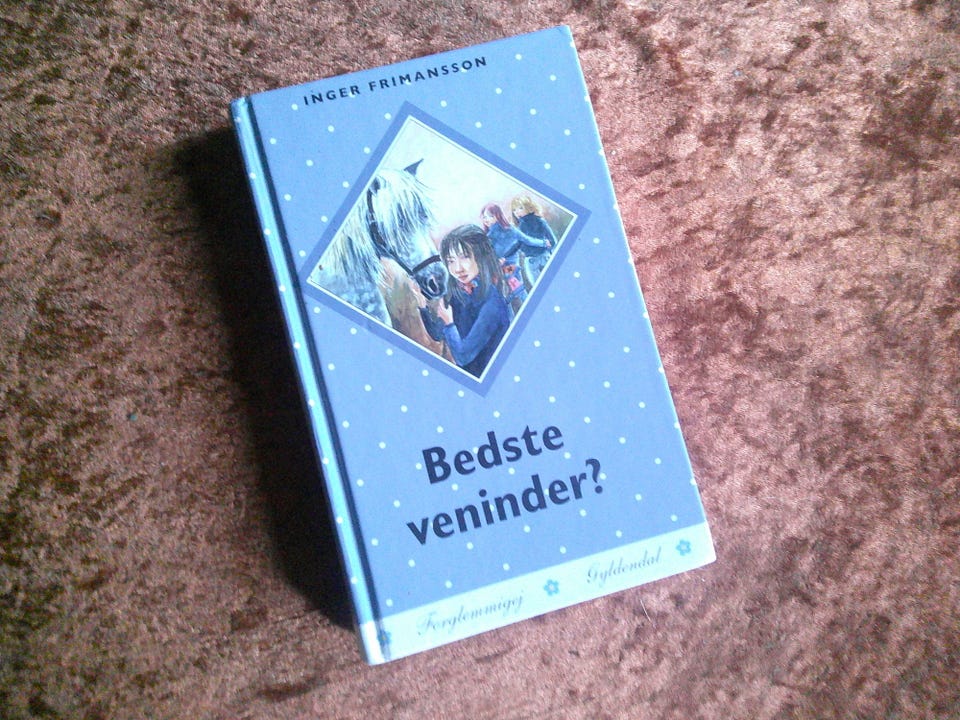 INGER FRIMANSSON
Bedste
veninder?
Forglemmigej Gyldendal